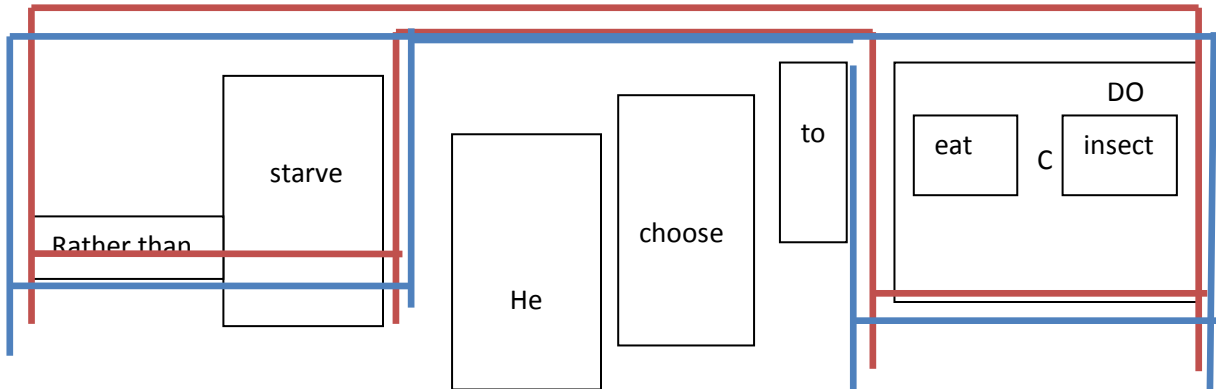 DO
to
eat
C
insect
starve
choose
Rather than
He